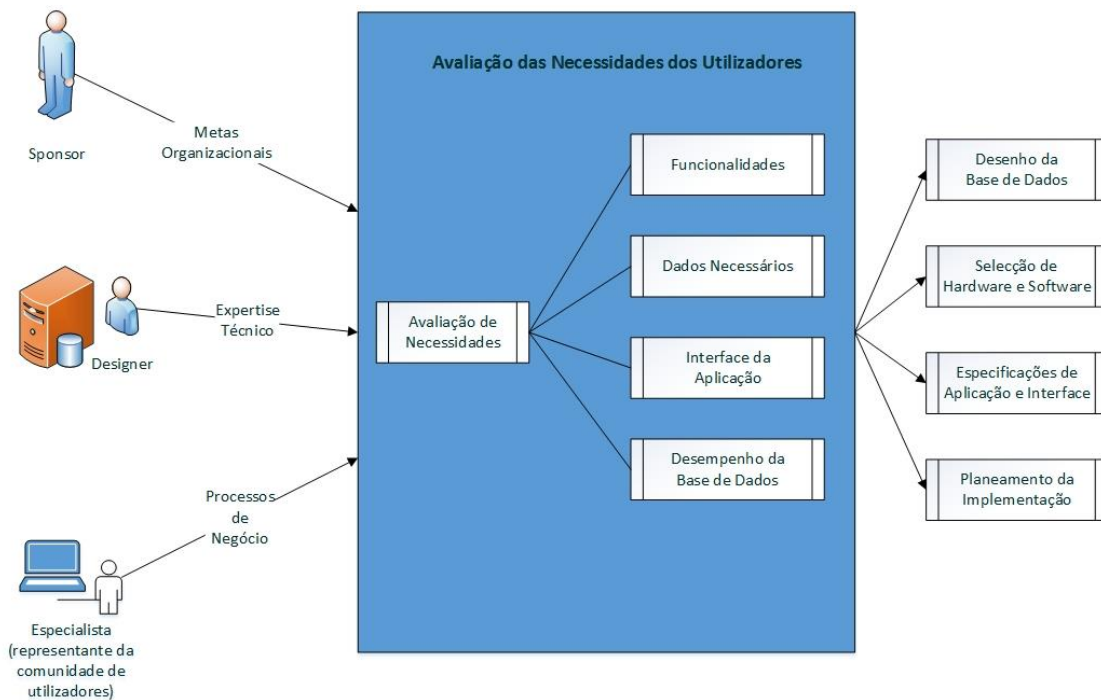 Avaliação das Necessidades dos Utilizadores
Sponsor
Metas
Organizacionais
Designer
Expertise
Técnico
Especialista
(representante da
comunidade de
utilizadores)
Processos
de
Negócio
Avaliação de
Necessidades
Funcionalidades
Dados Necessários
Interface da
Aplicação
Desempenho da
Base de Dados
Desenho da
Base de Dados
Selecção de
Hardware e Software
Especificações de
Aplicação e Interface
Planeamento da
Implementação